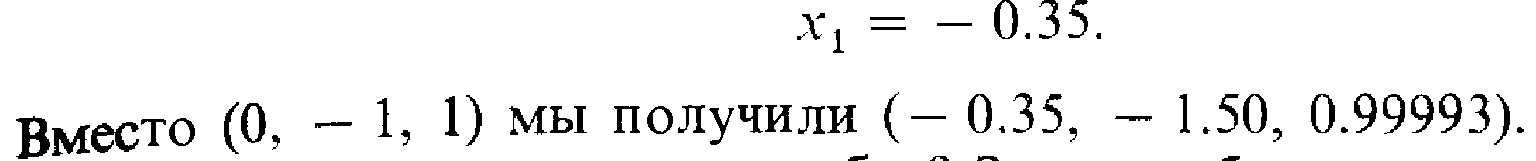 x₁ = − 0.35.
Вместо (0, − 1, 1) мы получили (− 0.35, − 1.50, 0.99993).